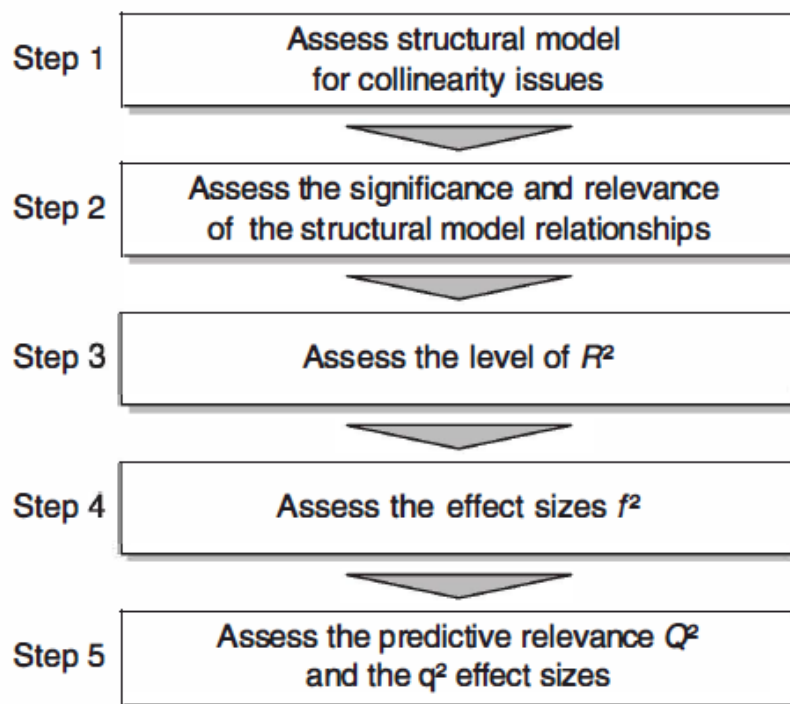 Step 1
Assess structural model
for collinearity issues
Step 2
Assess the significance and relevance
of the structural model relationships
Step 3
Assess the level of R²
Step 4
Assess the effect sizes f²
Step 5
Assess the predictive relevance Q²
and the q² effect sizes